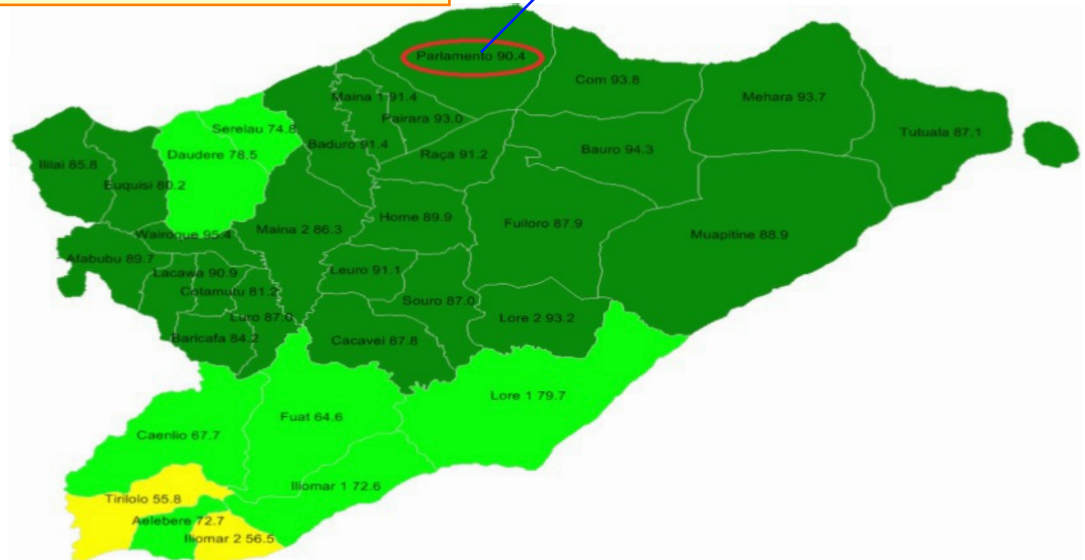 Parlamento 90.4
Com 93.8
Maina 1 91.4
Mehara 93.7
Pairara 93.0
Serelau 74.8
Tutuala 87.1
Baduro 91.4
Bauro 94.3
Daudere 78.5
Raça 91.2
Ililai 85.8
Euquisi 80.2
Home 89.9
Fuiloro 87.9
Maina 2 86.3
Wairoque 95.4
Muapitine 88.9
Afabubu 89.7
Lacawa 90.9
Leuro 91.1
Cotamutu 81.2
Souro 87.0
Luro 87.0
Lore 2 93.2
Baricafa 84.2
Cacavei 87.8
Lore 1 79.7
Fuat 64.6
Caenlio 67.7
Iliomar 1 72.6
Tirilolo 55.8
Aelebere 72.7
Iliomar 2 56.5